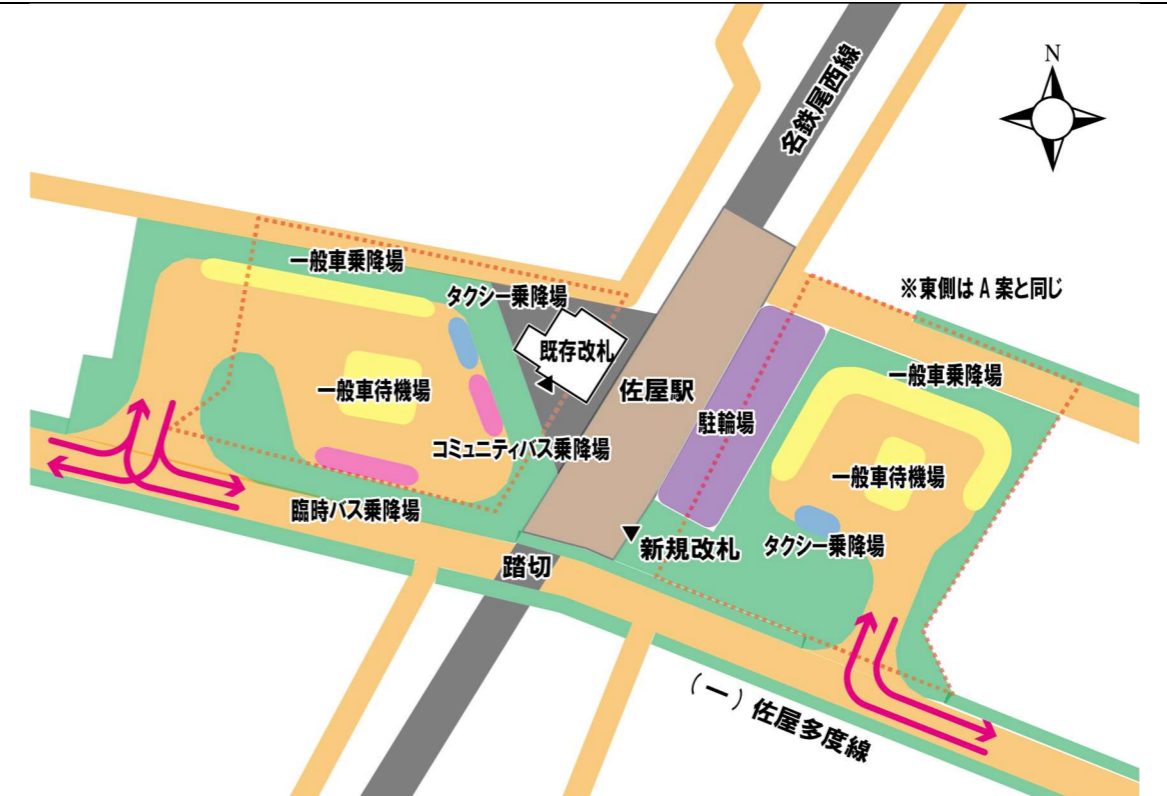 N
名鉄尾西線
一般車乗降場
タクシー乗降場
※東側は A 案と同じ
既存改札
一般車待機場
佐屋駅
一般車乗降場
駐輪場
コミュニティバス乗降場
一般車待機場
臨時バス乗降場
新規改札
タクシー乗降場
踏切
(一)佐屋多度線